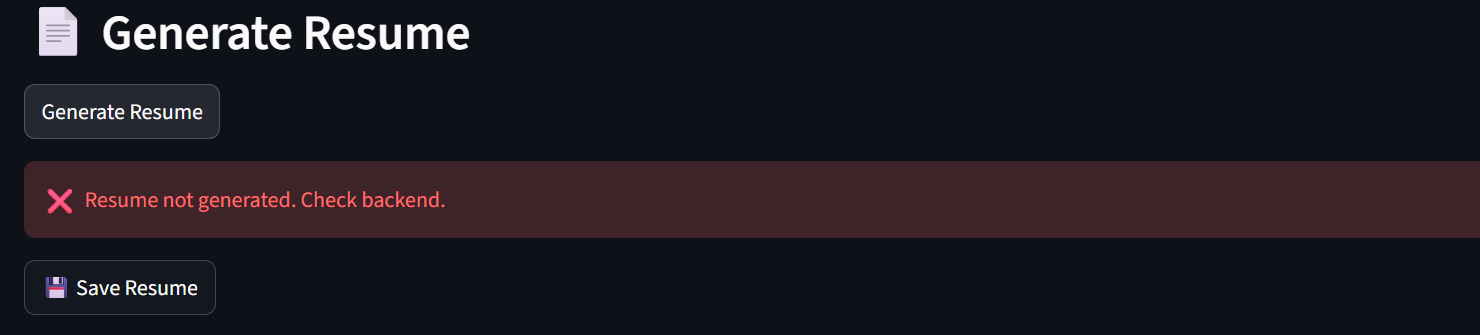 Generate Resume
Generate Resume
❌ Resume not generated. Check backend.
💾 Save Resume